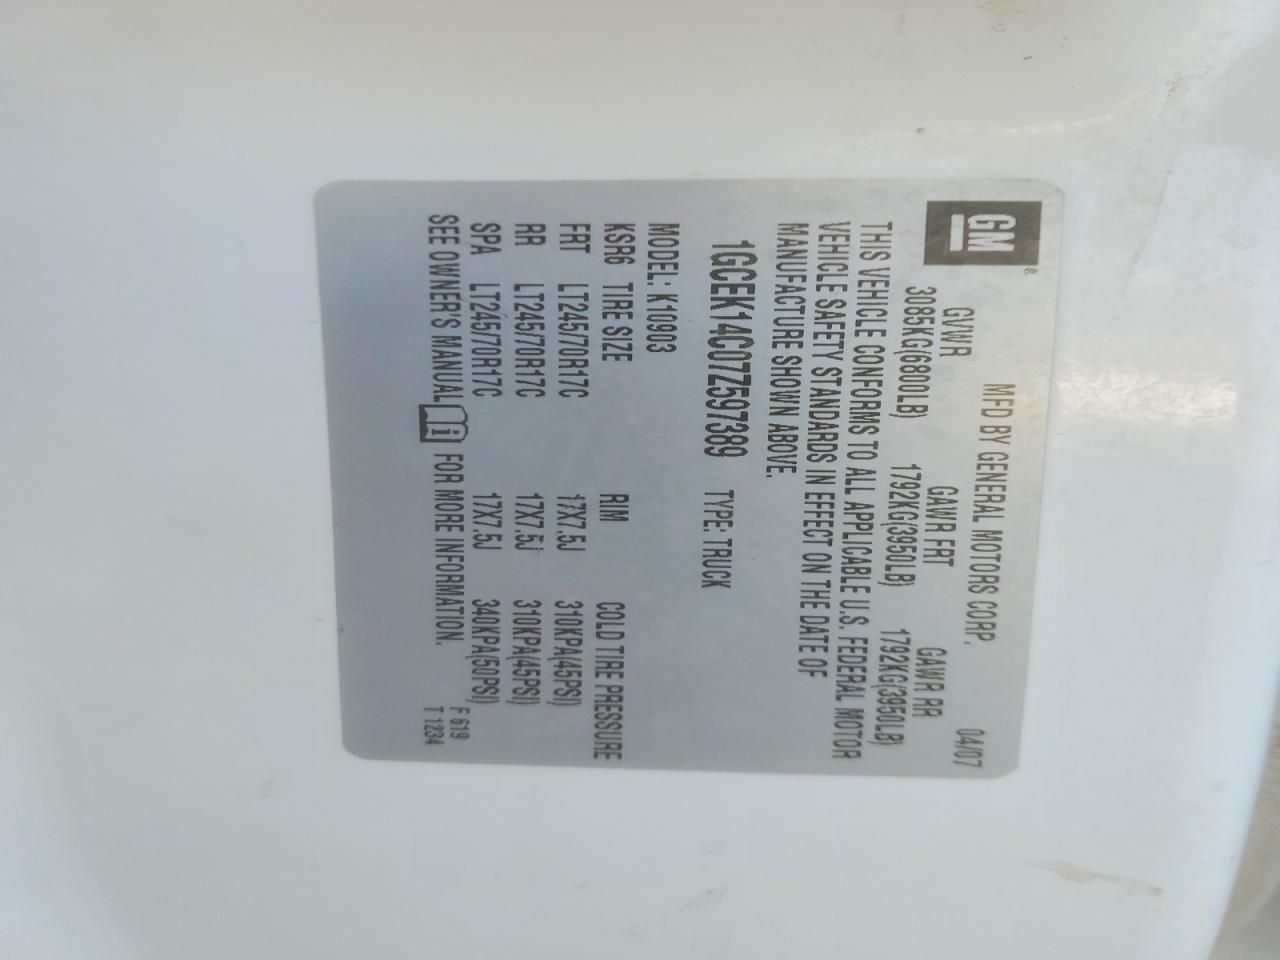 GM®
MFD BY GENERAL MOTORS CORP. 04/07
GVWR GAWR FRT GAWR RR
3085KG(6800LB) 1792KG(3950LB) 1792KG(3950LB)
THIS VEHICLE CONFORMS TO ALL APPLICABLE U.S. FEDERAL MOTOR
VEHICLE SAFETY STANDARDS IN EFFECT ON THE DATE OF
MANUFACTURE SHOWN ABOVE.
1GCEK14C07Z597389 TYPE: TRUCK
MODEL: K10903
KSR6 TIRE SIZE RIM COLD TIRE PRESSURE
FRT LT245/70R17C 17X7.5J 310KPA(45PSI)
RR LT245/70R17C 17X7.5J 310KPA(45PSI)
SPA LT245/70R17C 17X7.5J 340KPA(50PSI)
SEE OWNER'S MANUAL FOR MORE INFORMATION.
F 619
T 1234